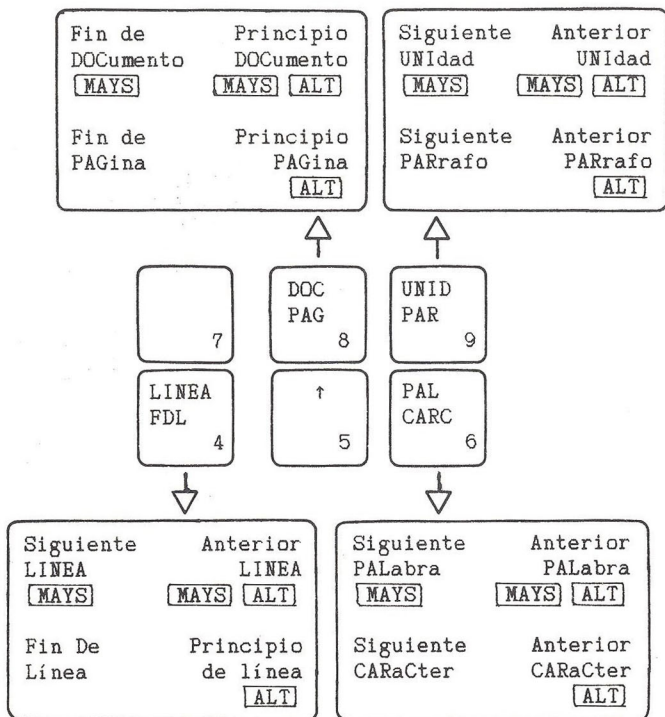 Fin de Principio
DOCumento DOCumento
MAYS MAYS ALT
Fin de Principio
PAGina PAGina
ALT
Siguiente Anterior
UNIdad UNIdad
MAYS MAYS ALT
Siguiente Anterior
PARrafo PARrafo
ALT
7
DOC
PAG
8
UNID
PAR
9
LINEA
FDL
4
↑
5
PAL
CARC
6
Siguiente Anterior
LINEA LINEA
MAYS MAYS ALT
Fin De Principio
Línea de línea
ALT
Siguiente Anterior
PALabra PALabra
MAYS MAYS ALT
Siguiente Anterior
CARaCter CARaCter
ALT